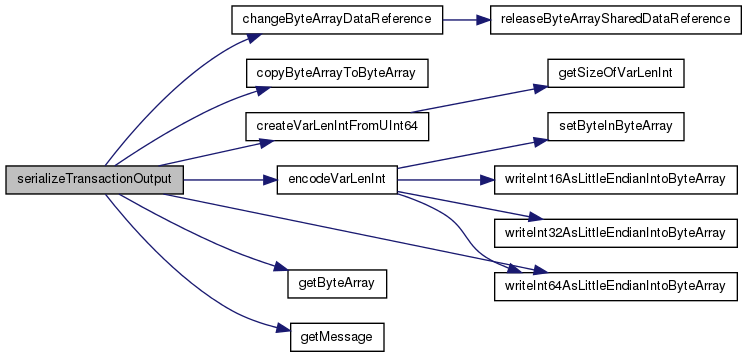 serializeTransactionOutput
changeByteArrayDataReference
releaseByteArraySharedDataReference
copyByteArrayToByteArray
createVarLenIntFromUInt64
getSizeOfVarLenInt
encodeVarLenInt
setByteInByteArray
writeInt16AsLittleEndianIntoByteArray
writeInt32AsLittleEndianIntoByteArray
writeInt64AsLittleEndianIntoByteArray
getByteArray
getMessage